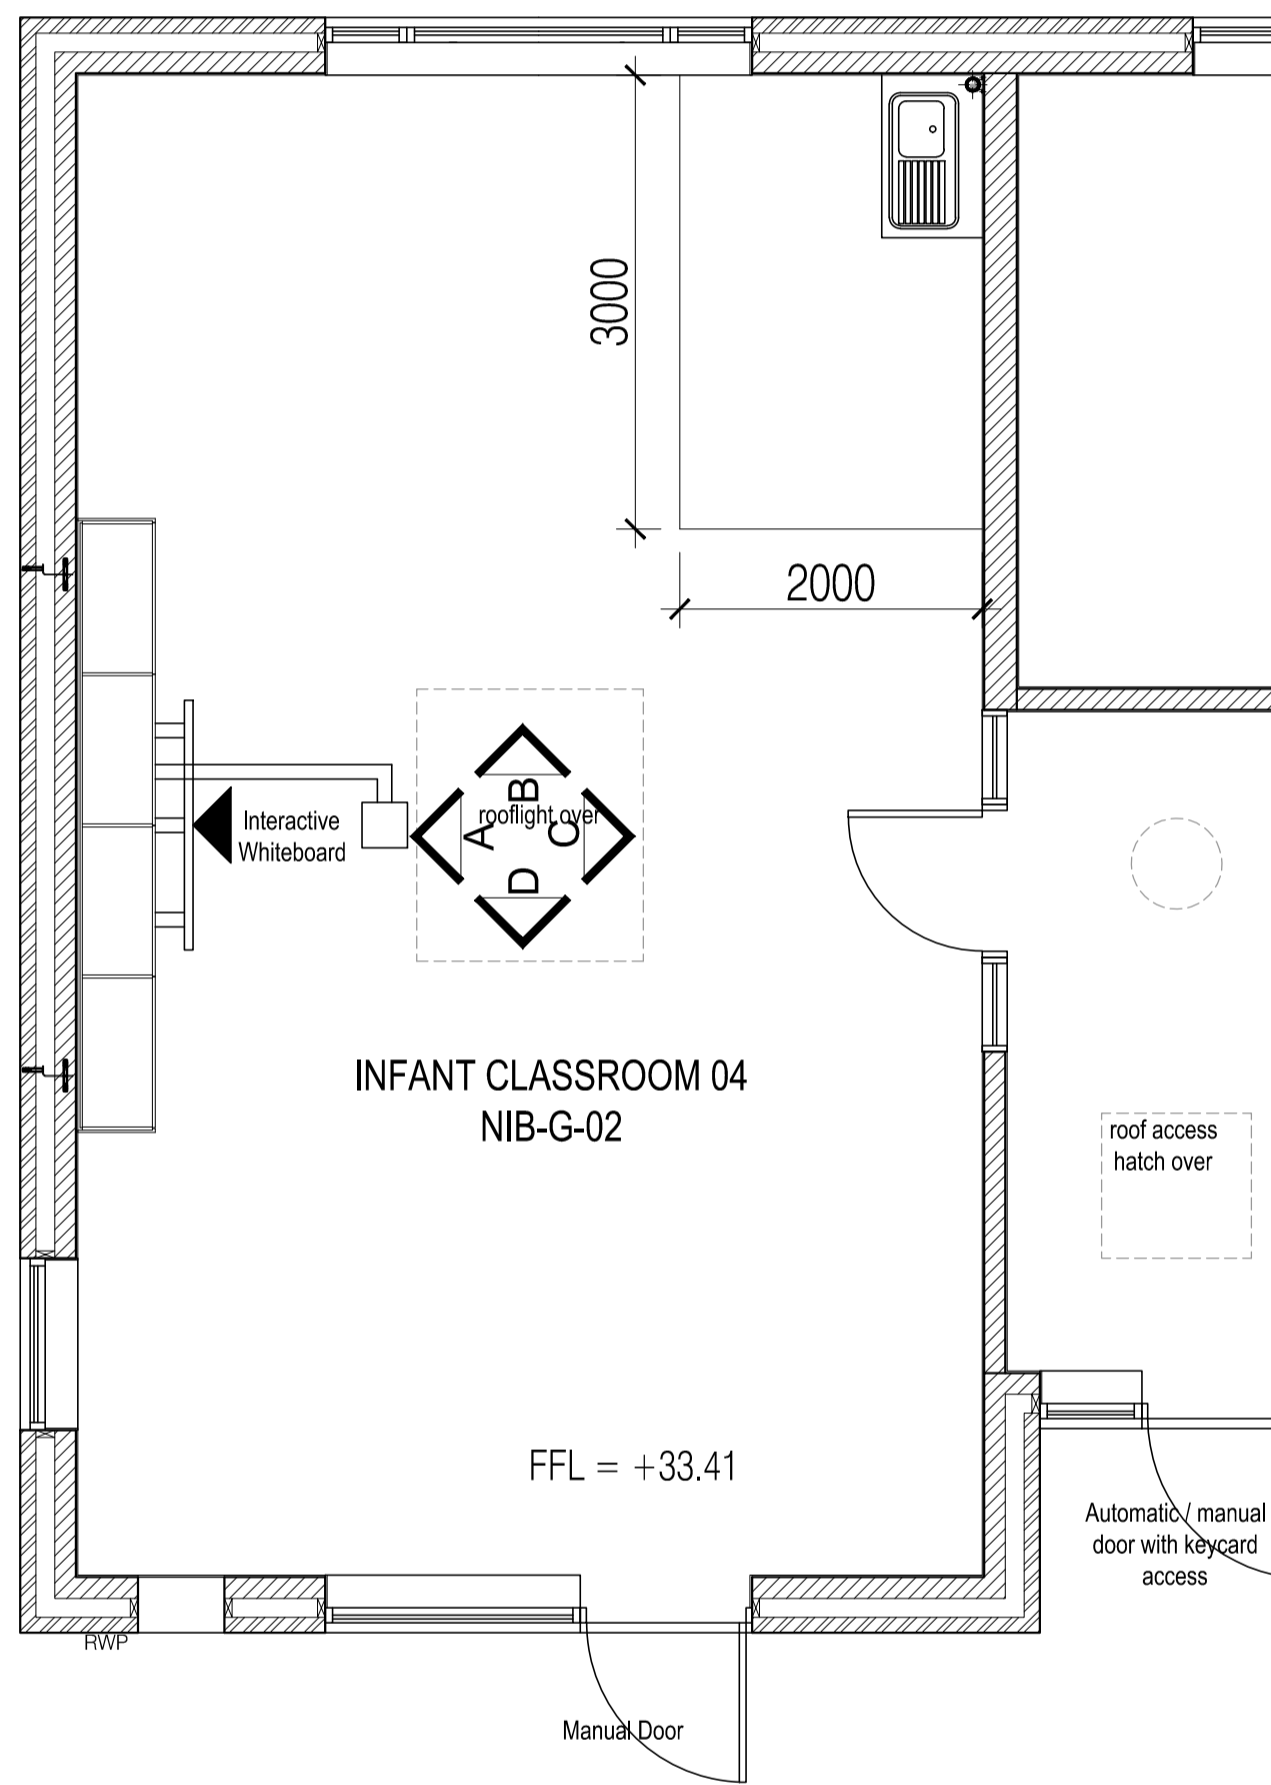 3000
2000
B
rooflight over
A
C
D
Interactive
Whiteboard
INFANT CLASSROOM 04
NIB-G-02
roof access
hatch over
FFL = +33.41
Automatic / manual
door with keycard
access
RWP
Manual Door